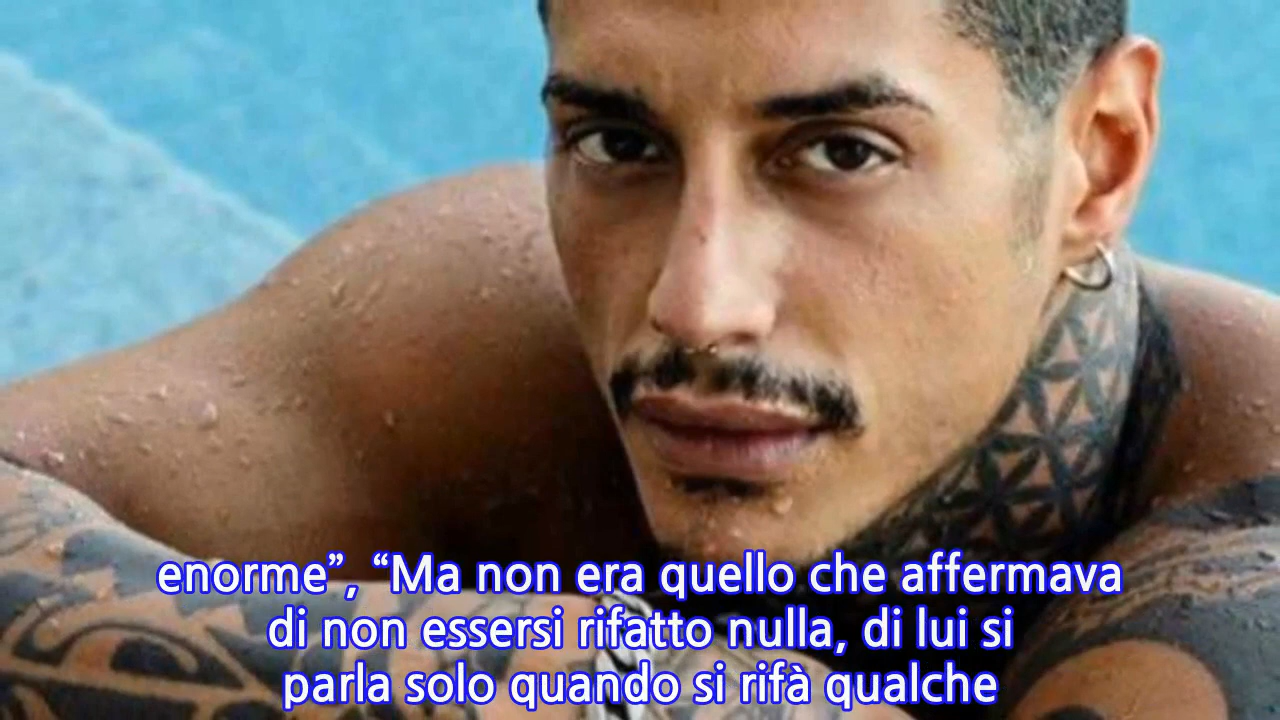 enorme”, “Ma non era quello che affermava
di non essersi rifatto nulla, di lui si
parla solo quando si rifà qualche